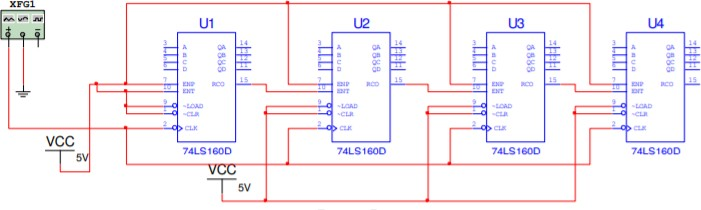 XFG1
U1
U2
U3
U4
3 A QA 14
4 B QB 13
5 C QC 12
6 D QD 11
7 ENP RCO 15
10 ENT
9 ~LOAD
1 ~CLR
2 CLK
74LS160D
3 A QA 14
4 B QB 13
5 C QC 12
6 D QD 11
7 ENP RCO 15
10 ENT
9 ~LOAD
1 ~CLR
2 CLK
74LS160D
3 A QA 14
4 B QB 13
5 C QC 12
6 D QD 11
7 ENP RCO 15
10 ENT
9 ~LOAD
1 ~CLR
2 CLK
74LS160D
3 A QA 14
4 B QB 13
5 C QC 12
6 D QD 11
7 ENP RCO 15
10 ENT
9 ~LOAD
1 ~CLR
2 CLK
74LS160D
VCC
5V
VCC
5V